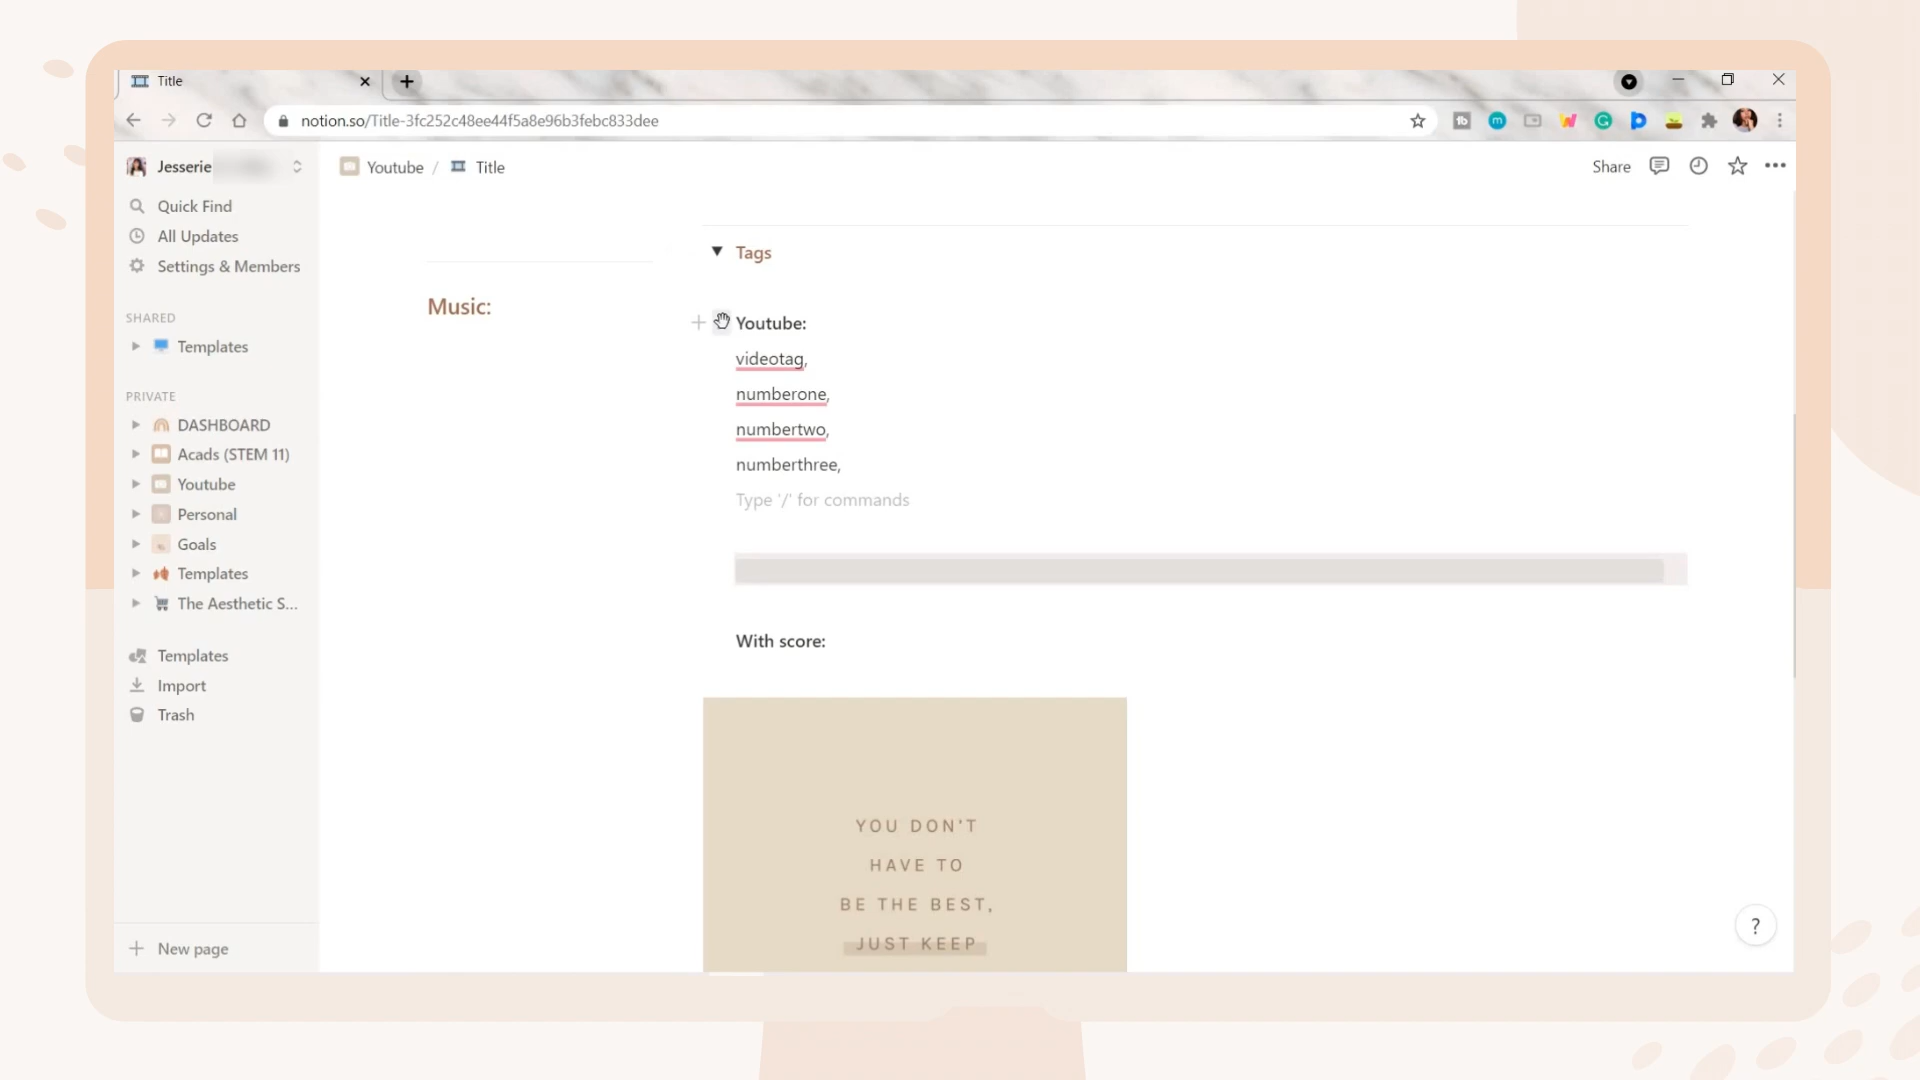 Title
notion.so/Title-3fc252c48ee44f5a8e96b3febc833dee
Jesserie
Youtube / Title
Share
Quick Find
All Updates
Settings & Members
SHARED
Templates
PRIVATE
DASHBOARD
Acads (STEM 11)
Youtube
Personal
Goals
Templates
The Aesthetic S...
Templates
Import
Trash
New page
Music:
Tags
Youtube:
videotag,
numberone,
numbertwo,
numberthree,
Type '/' for commands
With score:
YOU DON'T
HAVE TO
BE THE BEST,
JUST KEEP
?